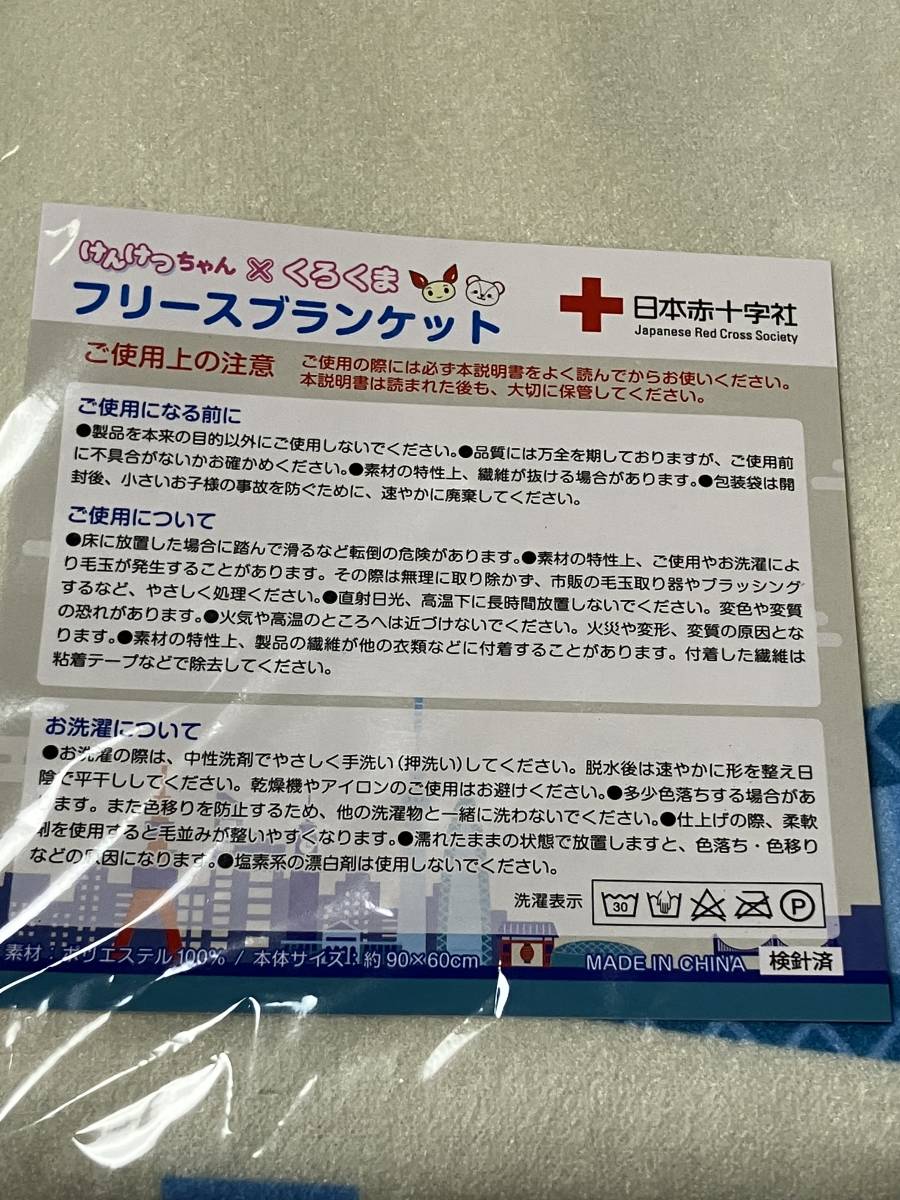 けんけつちゃん × くろくま
フリースブランケット
日本赤十字社
Japanese Red Cross Society
ご使用上の注意
ご使用の際には必ず本説明書をよく読んでからお使いください。
本説明書は読まれた後も、大切に保管してください。
ご使用になる前に
●製品を本来の目的以外にご使用しないでください。●品質には万全を期しておりますが、ご使用前
に不具合がないかお確かめください。●素材の特性上、繊維が抜ける場合があります。●包装袋は開
封後、小さいお子様の事故を防ぐために、速やかに廃棄してください。
ご使用について
●床に放置した場合に踏んで滑るなど転倒の危険があります。●素材の特性上、ご使用やお洗濯によ
り毛玉が発生することがあります。その際は無理に取り除かず、市販の毛玉取り器やブラッシング
するなど、やさしく処理ください。●直射日光、高温下に長時間放置しないでください。変色や変質
の恐れがあります。●火気や高温のところへは近づけないでください。火災や変形、変質の原因とな
ります。●素材の特性上、製品の繊維が他の衣類などに付着することがあります。付着した繊維は
粘着テープなどで除去してください。
お洗濯について
●お洗濯の際は、中性洗剤でやさしく手洗い（押洗い）してください。脱水後は速やかに形を整え日
陰で平干ししてください。乾燥機やアイロンのご使用はお避けください。●多少色落ちする場合があ
ります。また色移りを防止するため、他の洗濯物と一緒に洗わないでください。●仕上げの際、柔軟
剤を使用すると毛並みが整いやすくなります。●濡れたままの状態で放置しますと、色落ち・色移り
などの原因になります。●塩素系の漂白剤は使用しないでください。
洗濯表示 30 P
素材：ポリエステル100% / 本体サイズ：約90×60cm
MADE IN CHINA 検針済